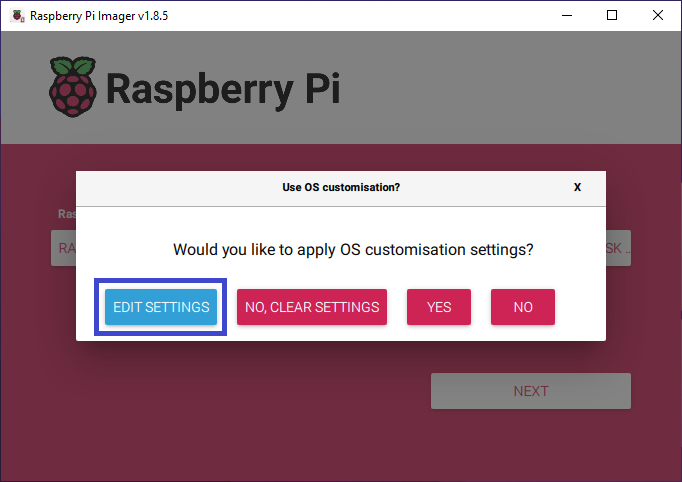 Raspberry Pi Imager v1.8.5
Raspberry Pi
Use OS customisation?
X
Ras
RA
SK ...
Would you like to apply OS customisation settings?
EDIT SETTINGS NO, CLEAR SETTINGS YES NO
NEXT